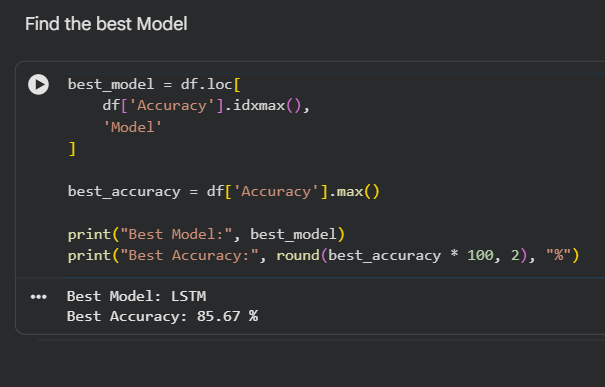 Find the best Model
best_model = df.loc[
    df['Accuracy'].idxmax(),
    'Model'
]
best_accuracy = df['Accuracy'].max()
print("Best Model:", best_model)
print("Best Accuracy:", round(best_accuracy * 100, 2), "%")
Best Model: LSTM
Best Accuracy: 85.67 %